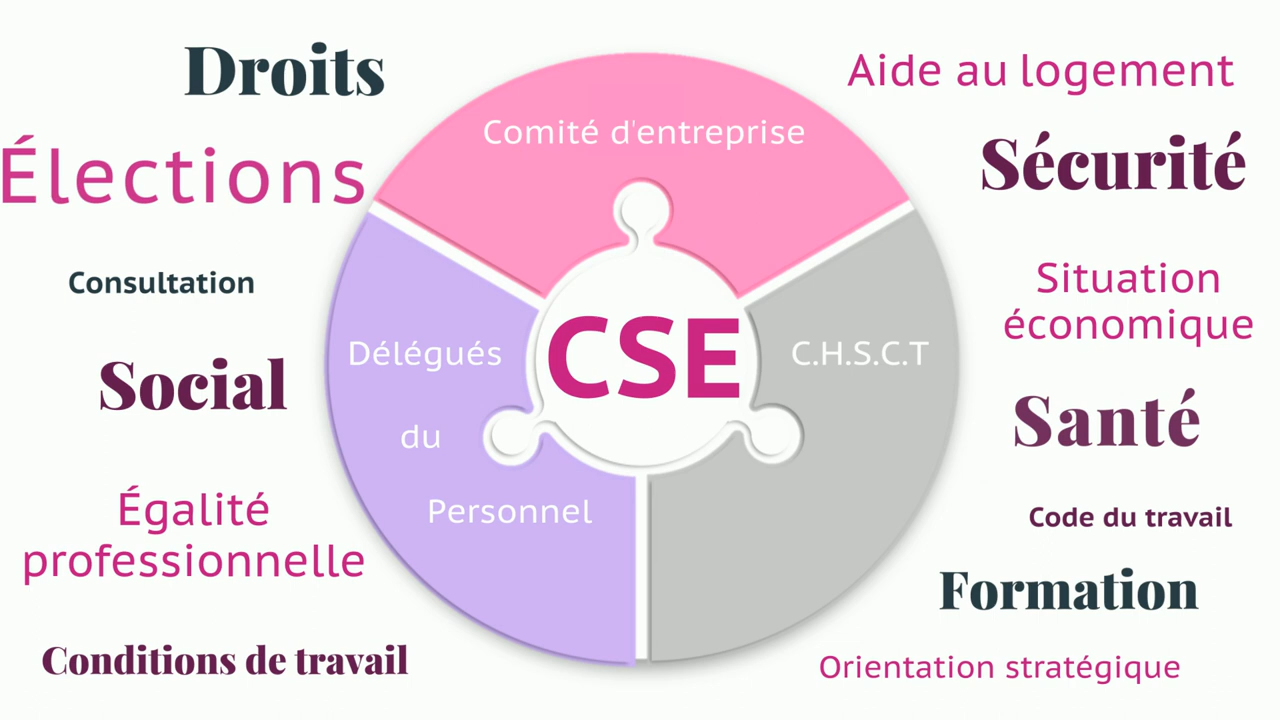 Droits
Élections
Consultation
Social
Égalité
professionnelle
Conditions de travail
Comité d'entreprise
Délégués
du
Personnel
CSE
C.H.S.C.T
Aide au logement
Sécurité
Situation
économique
Santé
Code du travail
Formation
Orientation stratégique